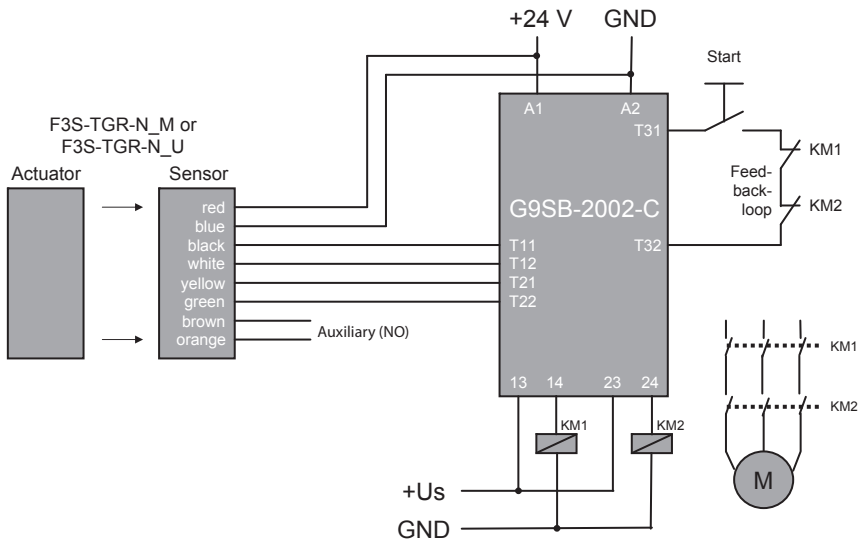 +24 V GND
Start
F3S-TGR-N_M or
F3S-TGR-N_U
Actuator Sensor
A1 A2
T31
KM1
Feed-
back-
loop
KM2
red
blue
black
white
yellow
green
brown
orange
Auxiliary (NO)
G9SB-2002-C
T11
T12
T21
T22
T32
13 14 23 24
KM1 KM2
+Us
GND
KM1
KM2
M